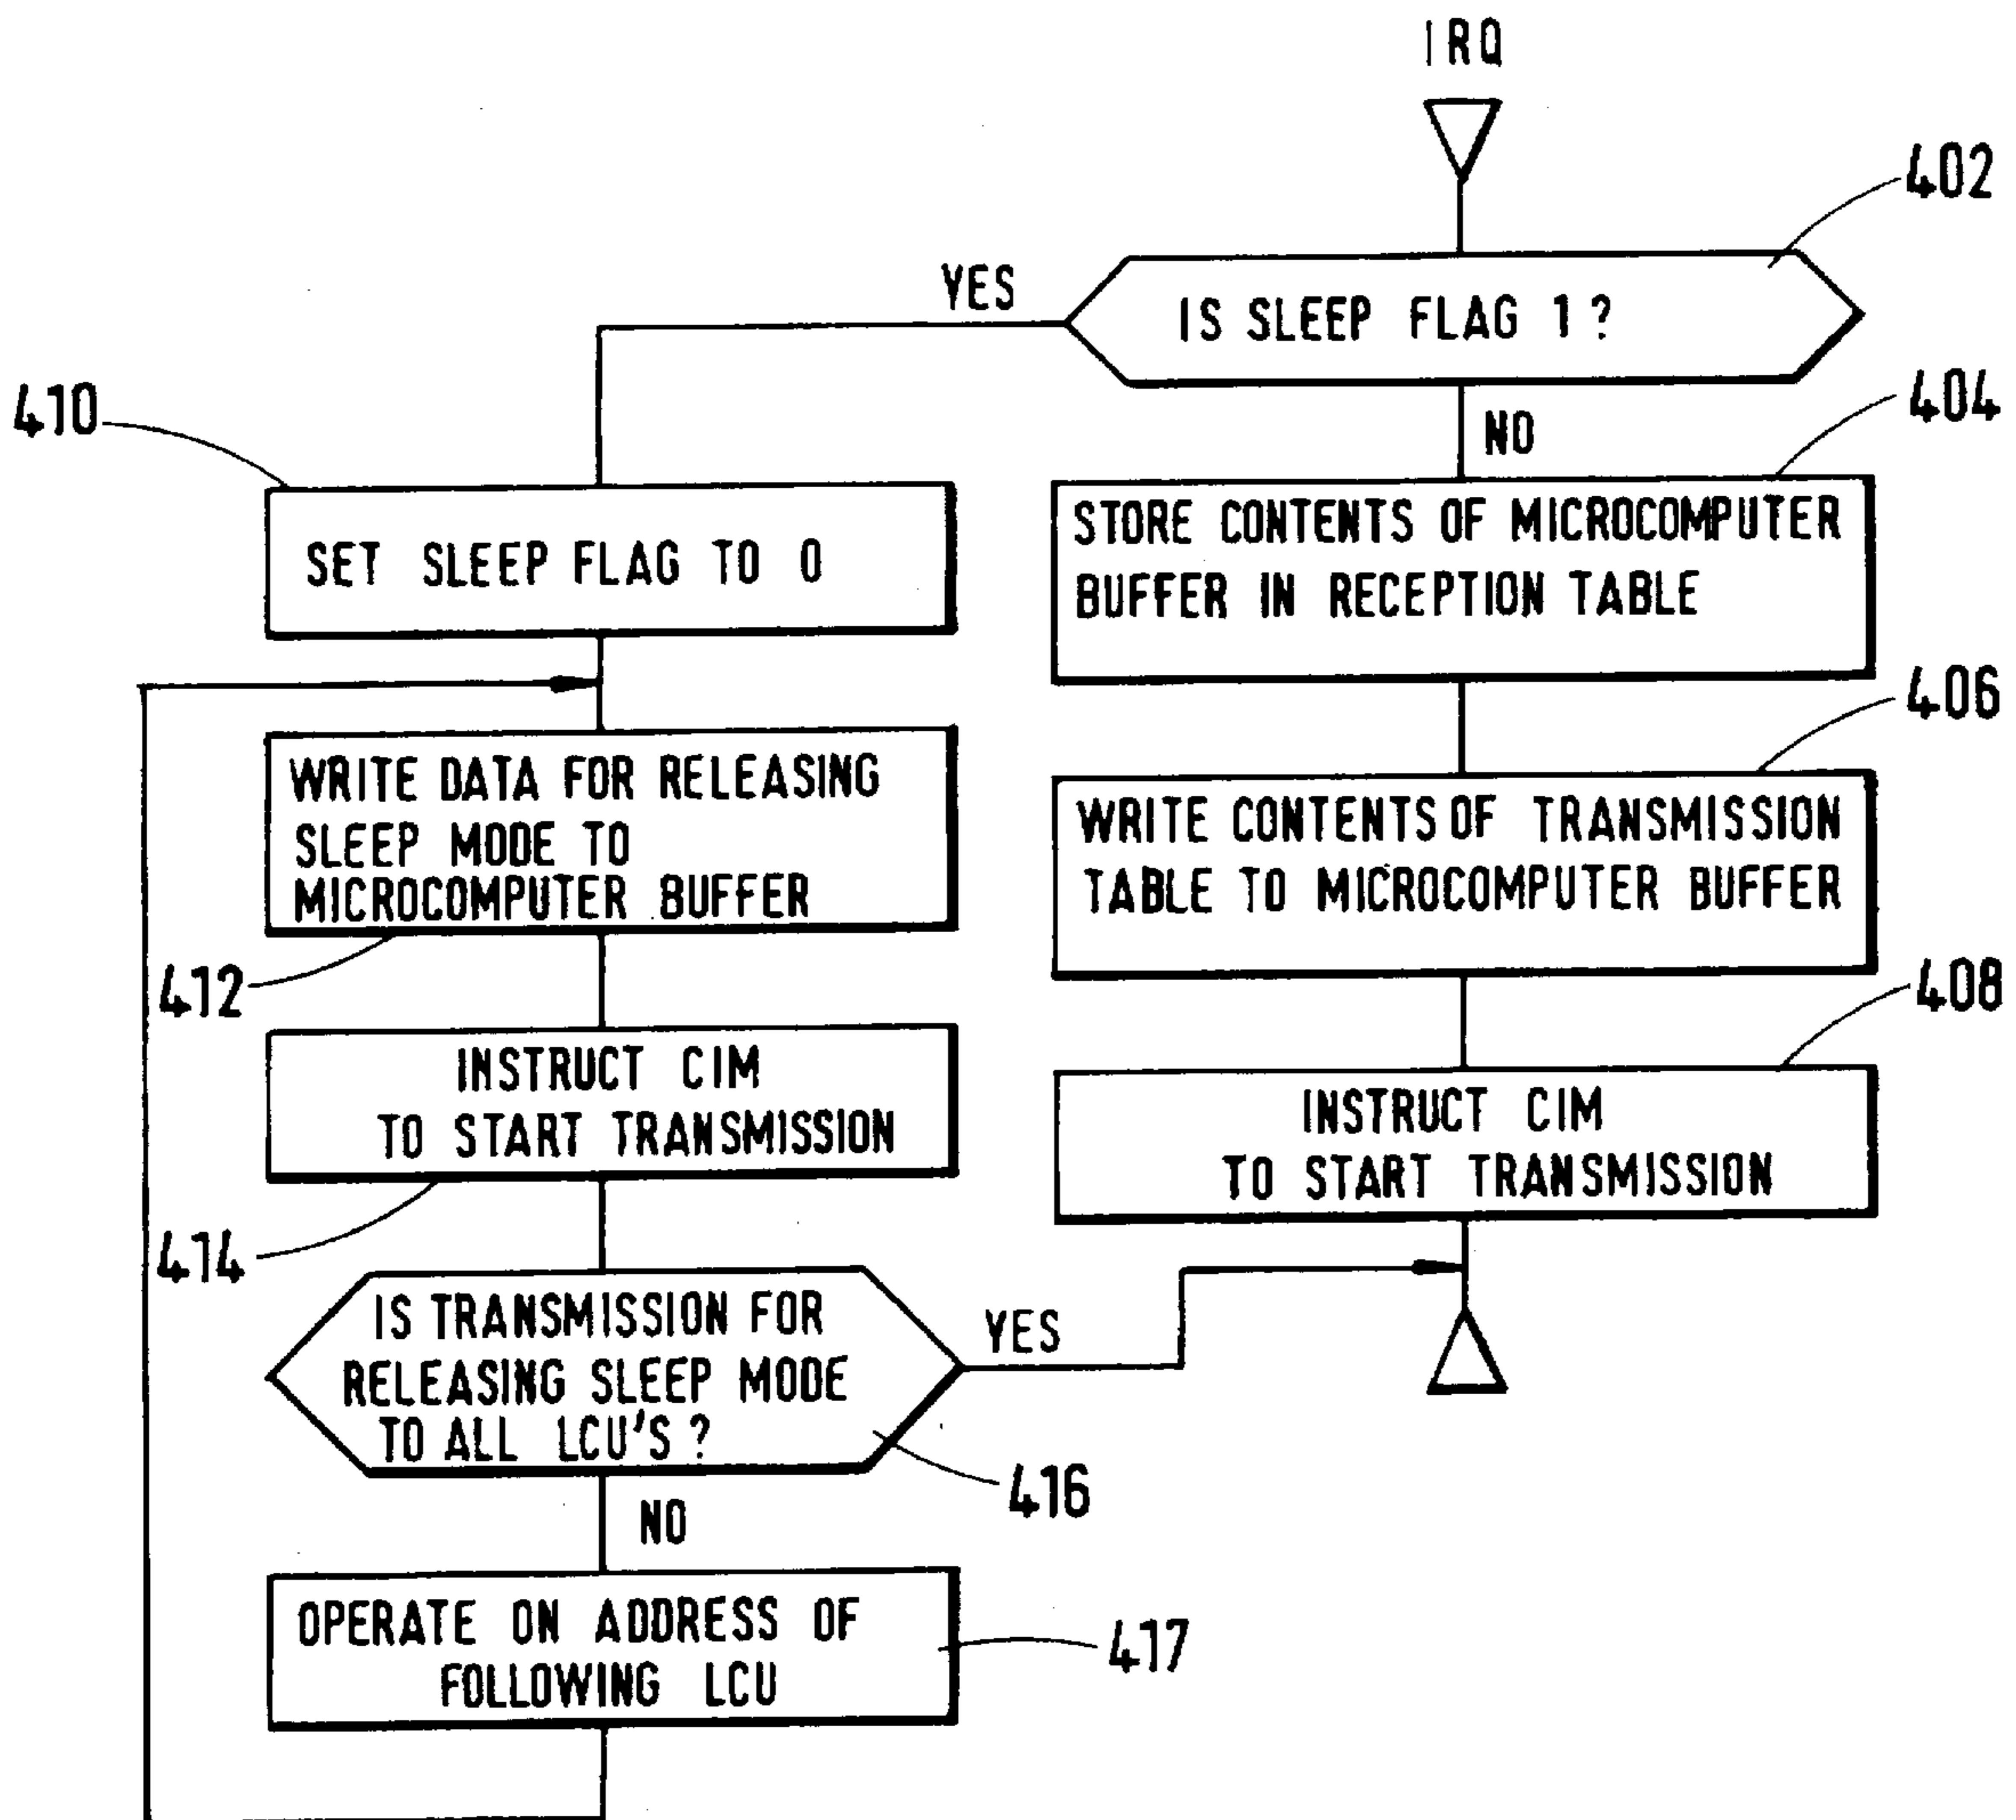 IRQ
402
YES
IS SLEEP FLAG 1?
410
NO
404
SET SLEEP FLAG TO 0
STORE CONTENTS OF MICROCOMPUTER
BUFFER IN RECEPTION TABLE
406
WRITE DATA FOR RELEASING
SLEEP MODE TO
MICROCOMPUTER BUFFER
WRITE CONTENTS OF TRANSMISSION
TABLE TO MICROCOMPUTER BUFFER
412
408
INSTRUCT CIM
TO START TRANSMISSION
INSTRUCT CIM
TO START TRANSMISSION
414
IS TRANSMISSION FOR
RELEASING SLEEP MODE
TO ALL LCU'S?
YES
416
NO
OPERATE ON ADDRESS OF
FOLLOWING LCU
417